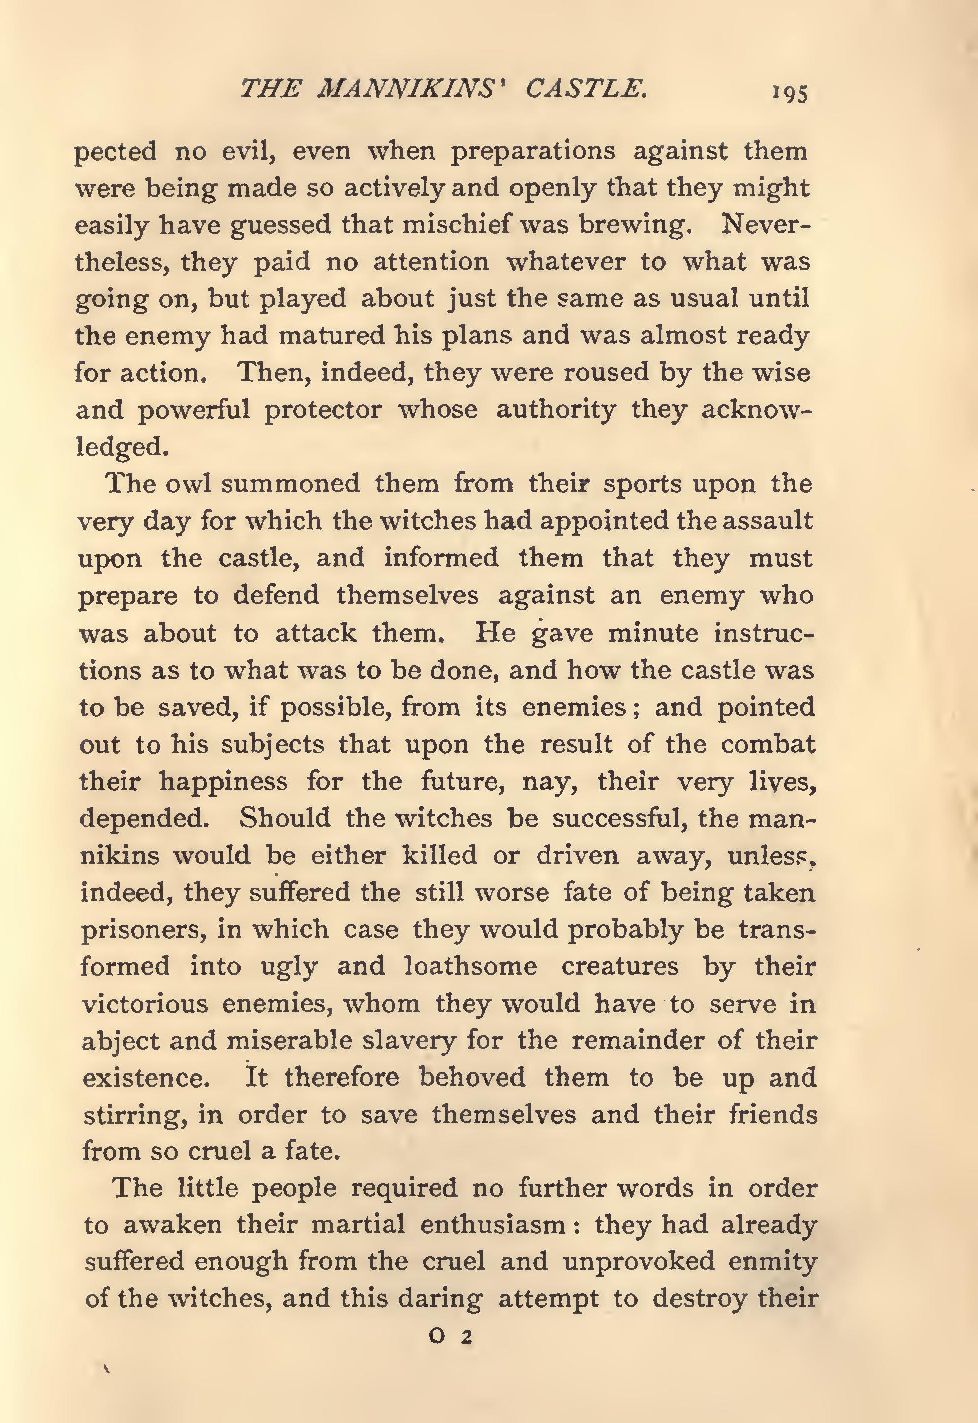 THE MANNIKINS' CASTLE. 195
pected no evil, even when preparations against them
were being made so actively and openly that they might
easily have guessed that mischief was brewing. Never-
theless, they paid no attention whatever to what was
going on, but played about just the same as usual until
the enemy had matured his plans and was almost ready
for action. Then, indeed, they were roused by the wise
and powerful protector whose authority they acknow-
ledged.
The owl summoned them from their sports upon the
very day for which the witches had appointed the assault
upon the castle, and informed them that they must
prepare to defend themselves against an enemy who
was about to attack them. He gave minute instruc-
tions as to what was to be done, and how the castle was
to be saved, if possible, from its enemies; and pointed
out to his subjects that upon the result of the combat
their happiness for the future, nay, their very lives,
depended. Should the witches be successful, the man-
nikins would be either killed or driven away, unless,
indeed, they suffered the still worse fate of being taken
prisoners, in which case they would probably be trans-
formed into ugly and loathsome creatures by their
victorious enemies, whom they would have to serve in
abject and miserable slavery for the remainder of their
existence. It therefore behoved them to be up and
stirring, in order to save themselves and their friends
from so cruel a fate.
The little people required no further words in order
to awaken their martial enthusiasm: they had already
suffered enough from the cruel and unprovoked enmity
of the witches, and this daring attempt to destroy their
O 2